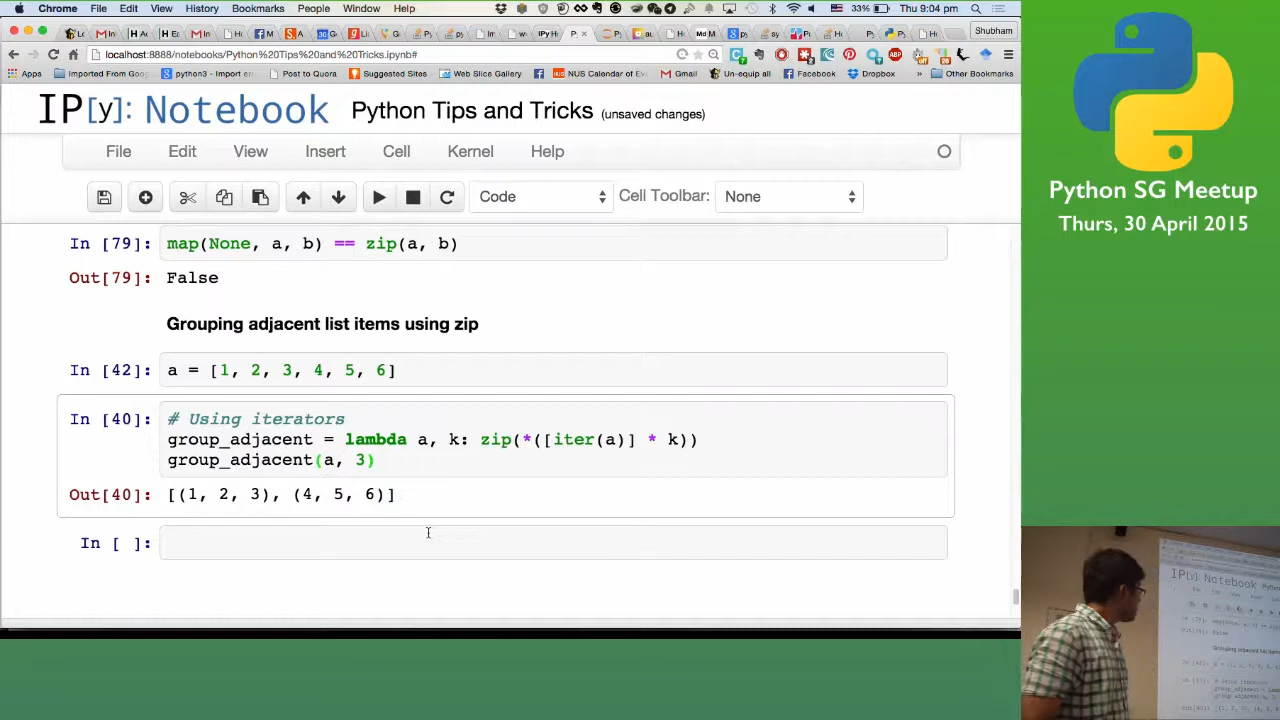 Chrome File Edit View History Bookmarks People Window Help 33% Thu 9:04 pm
Shubham
localhost:8888/notebooks/Python%20Tips%20and%20Tricks.ipynb#
Apps Imported From Goo python3 - Import err Post to Quora Suggested Sites Web Slice Gallery NUS Calendar of Eve Gmail Un-equip all Facebook Dropbox » Other Bookmarks
IP[y]: Notebook Python Tips and Tricks (unsaved changes)
File Edit View Insert Cell Kernel Help
Code Cell Toolbar: None
In [79]: map(None, a, b) == zip(a, b)
Out[79]: False
Grouping adjacent list items using zip
In [42]: a = [1, 2, 3, 4, 5, 6]
In [40]: # Using iterators
group_adjacent = lambda a, k: zip(*([iter(a)] * k))
group_adjacent(a, 3)
Out[40]: [(1, 2, 3), (4, 5, 6)]
In [ ]:
Python SG Meetup
Thurs, 30 April 2015
IP[y]: Notebook